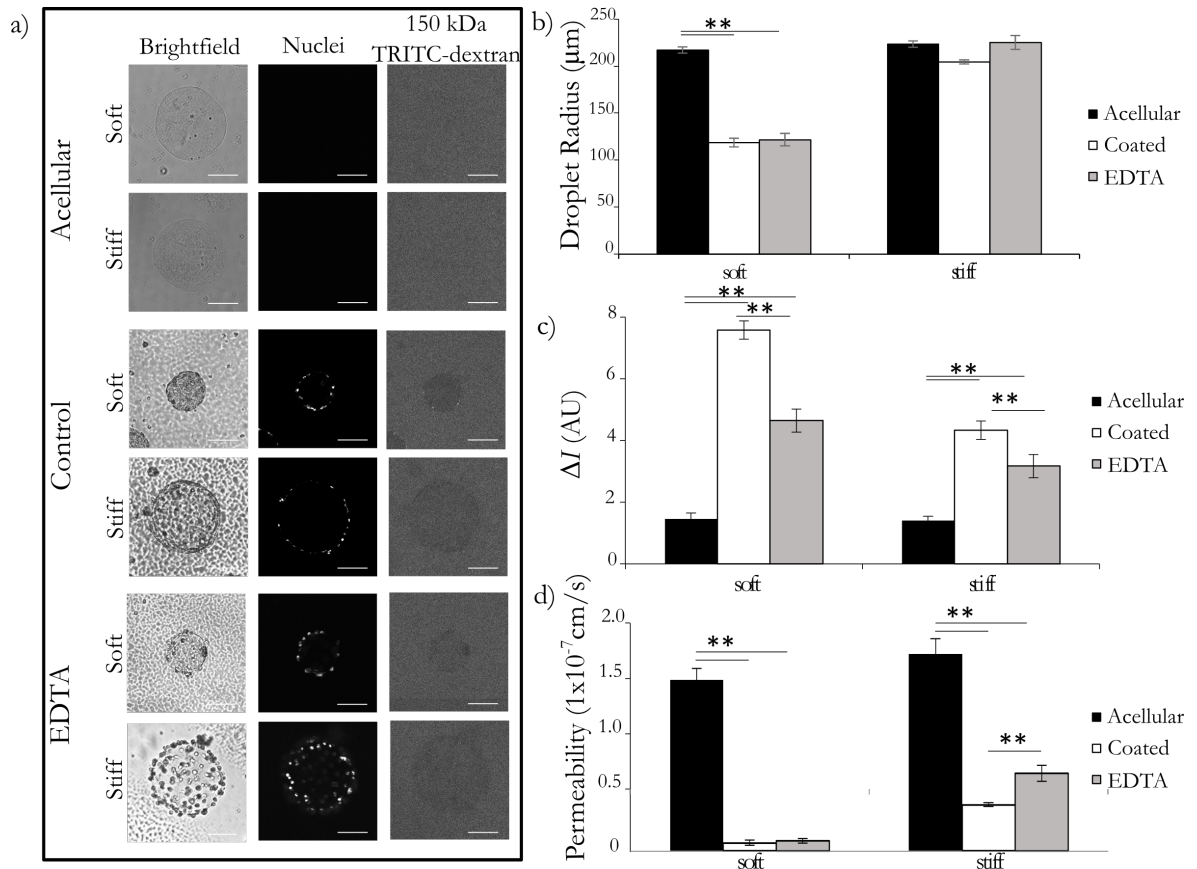 a)
Brightfield
Nuclei
150 kDa
TRITC-dextran
Acellular
Soft
Stiff
Control
Soft
Stiff
EDTA
Soft
Stiff
b)
Droplet Radius (μm)
250
200
150
100
50
0
**
soft
stiff
Acellular
Coated
EDTA
c)
ΔI (AU)
8
6
4
2
0
**
**
**
**
soft
stiff
Acellular
Coated
EDTA
d)
Permeability (1x10⁻⁷cm/s)
2.0
1.5
1.0
0.5
0
**
**
**
soft
stiff
Acellular
Coated
EDTA